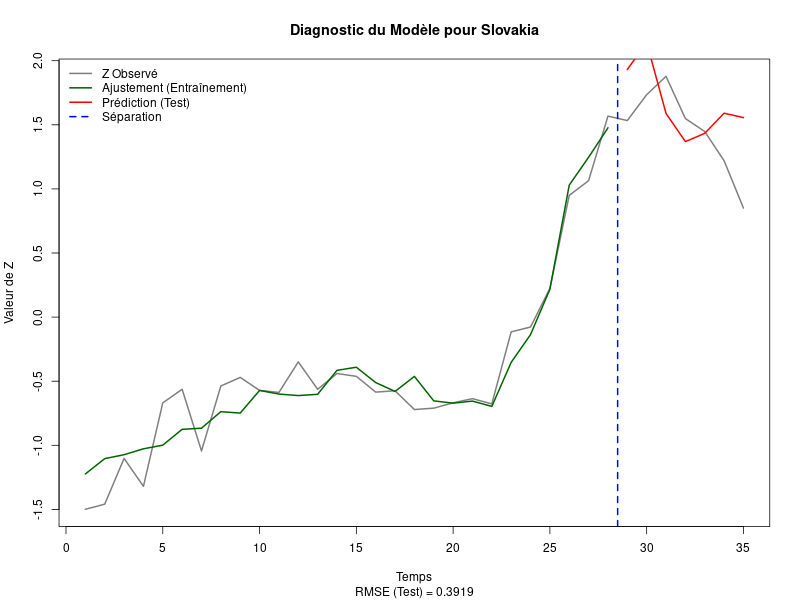 Diagnostic du Modèle pour Slovakia
Z Observé
Ajustement (Entraînement)
Prédiction (Test)
Séparation
Valeur de Z
2.0
1.5
1.0
0.5
0.0
-0.5
-1.0
-1.5
0 5 10 15 20 25 30 35
Temps
RMSE (Test) = 0.3919